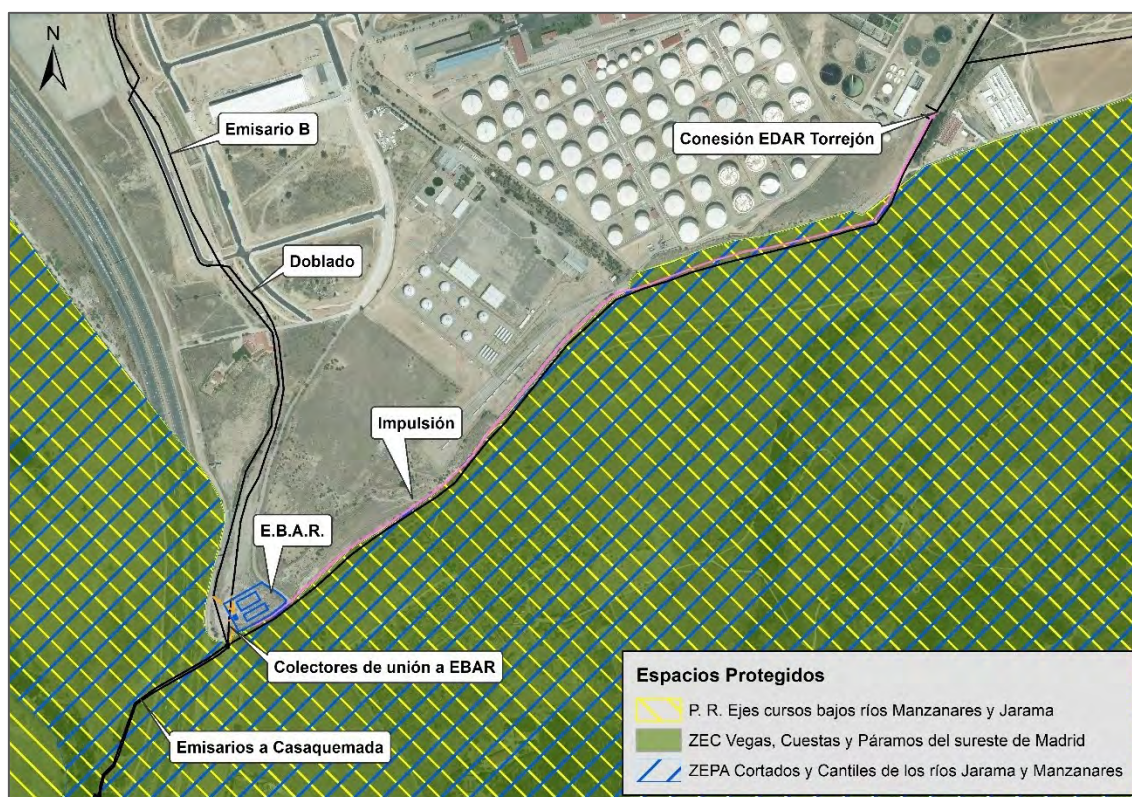 N
Emisario B
Conesión EDAR Torrejón
Doblado
Impulsión
E.B.A.R.
Colectores de unión a EBAR
Emisarios a Casaquemada
Espacios Protegidos
P. R. Ejes cursos bajos ríos Manzanares y Jarama
ZEC Vegas, Cuestas y Páramos del sureste de Madrid
ZEPA Cortados y Cantiles de los ríos Jarama y Manzanares